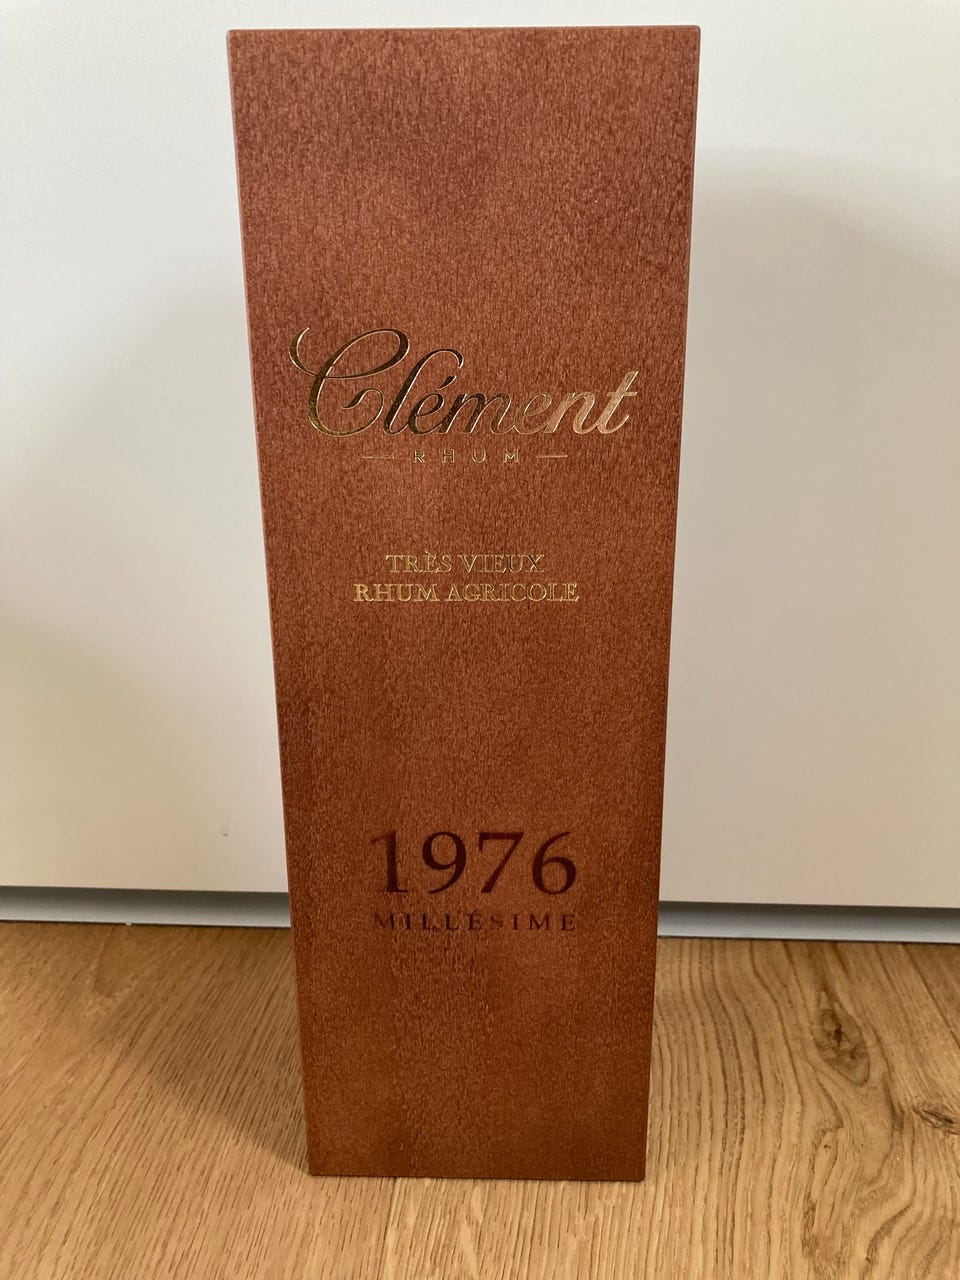 Clément
RHUM
TRÈS VIEUX
RHUM AGRICOLE
1976
MILLÉSIME